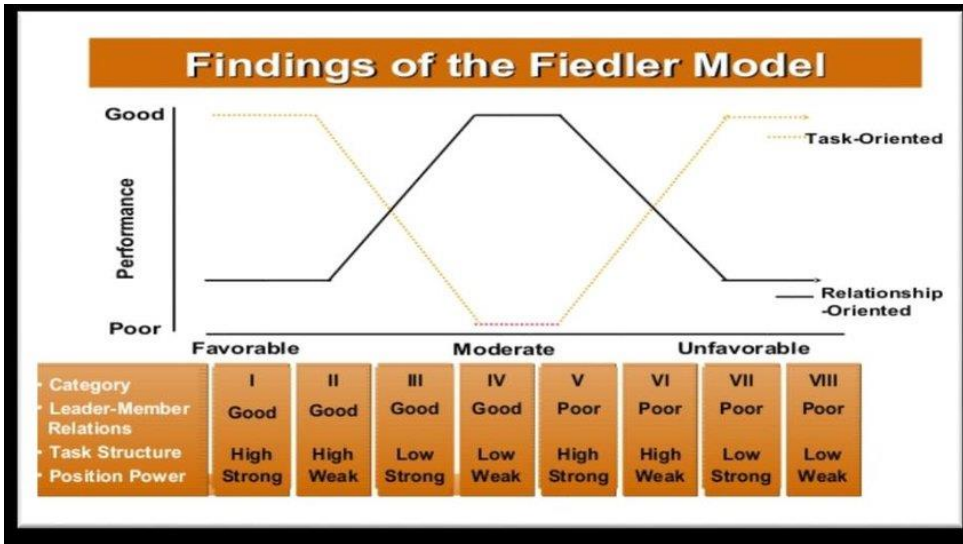 Findings of the Fiedler Model
Good
Performance
Poor
Task-Oriented
Relationship
-Oriented
Favorable
Moderate
Unfavorable
• Category I II III IV V VI VII VIII
• Leader-Member Good Good Good Good Poor Poor Poor Poor
Relations
• Task Structure High High Low Low High High Low Low
• Position Power Strong Weak Strong Weak Strong Weak Strong Weak